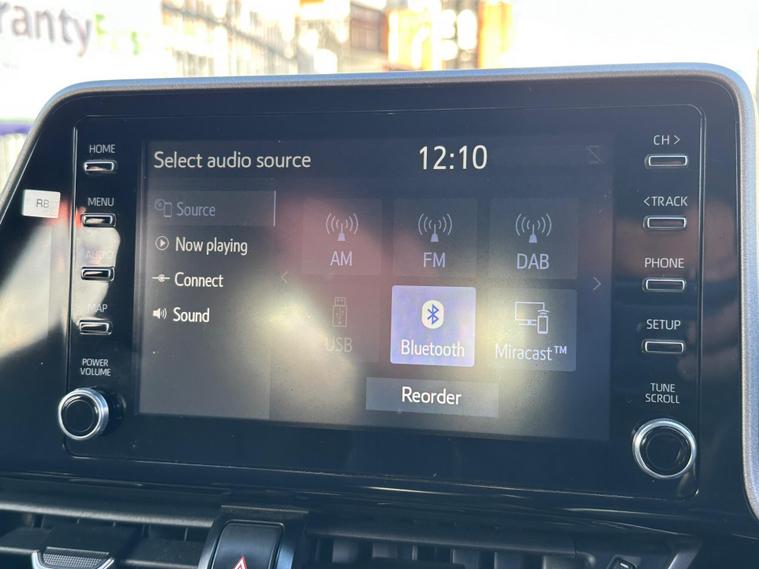 ranty
HOME
MENU
RB
AUDIO
MAP
POWER
VOLUME
Select audio source
12:10
Source
Now playing
Connect
Sound
AM
FM
DAB
USB
Bluetooth
Miracast™
Reorder
CH >
< TRACK
PHONE
SETUP
TUNE
SCROLL